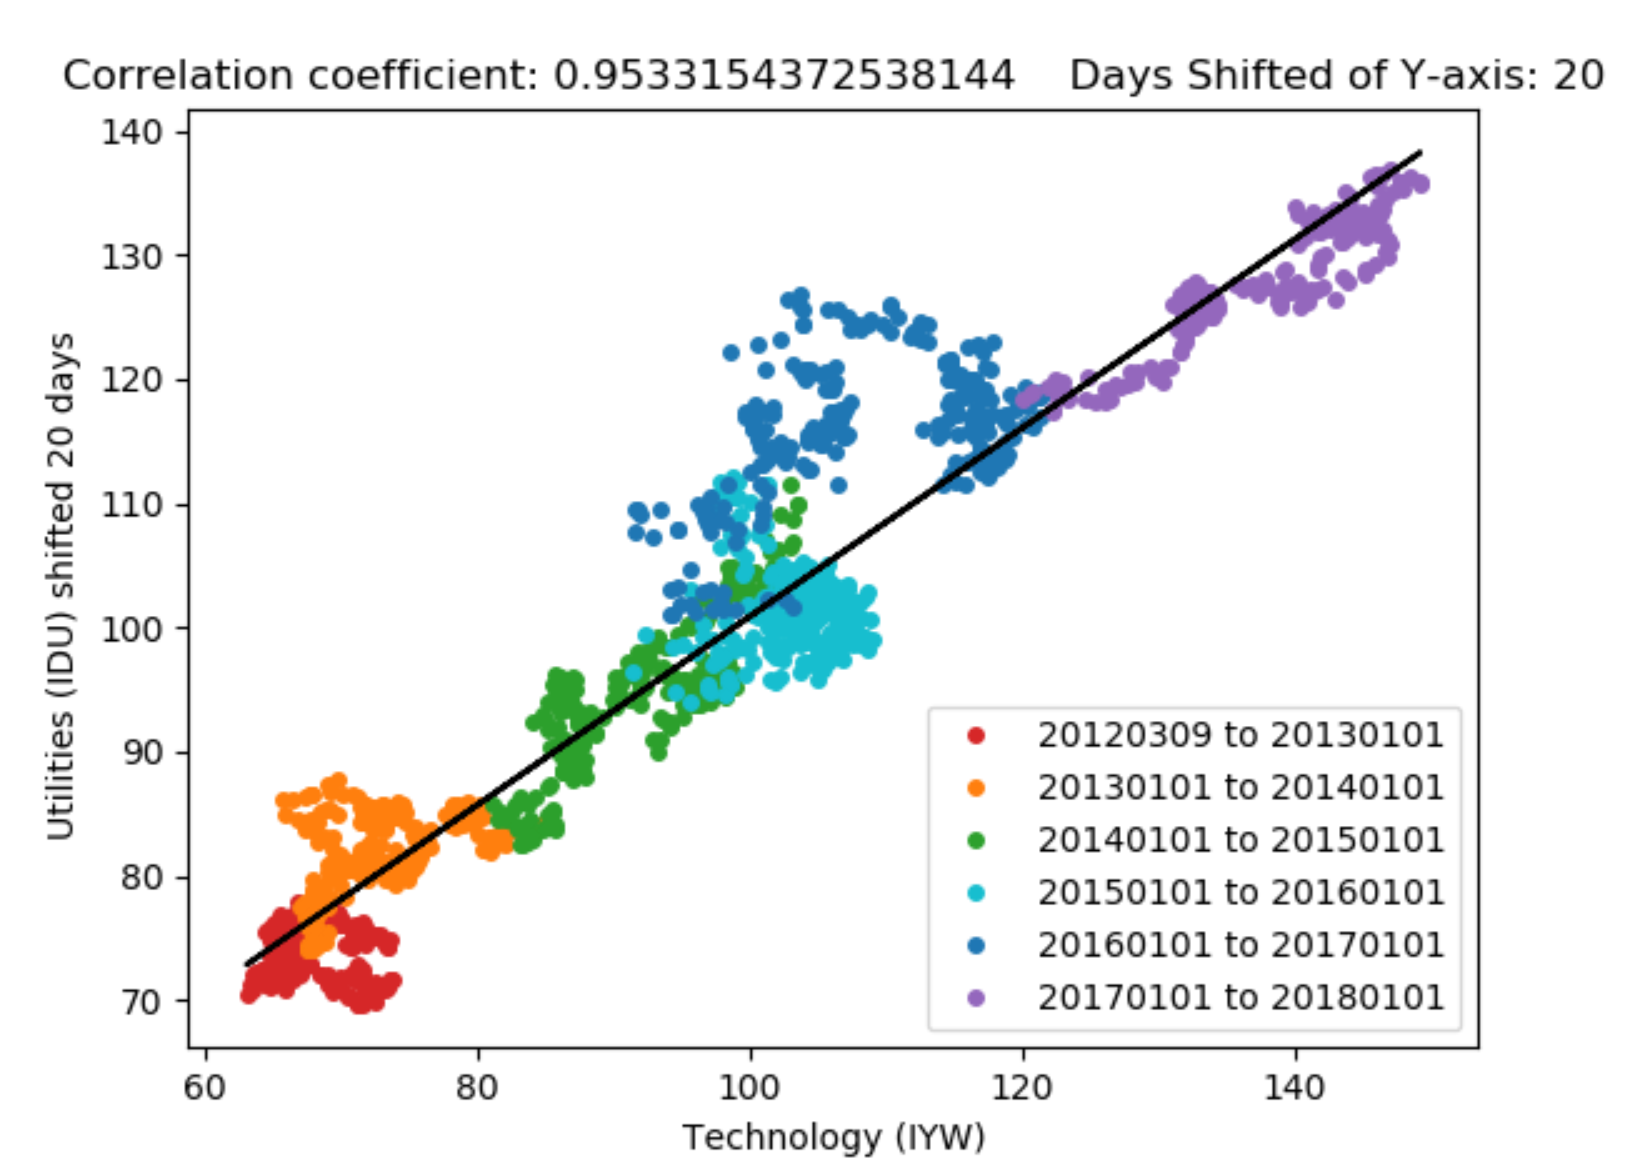 Correlation coefficient: 0.9533154372538144    Days Shifted of Y-axis: 20
140
130
120
110
100
90
80
70
Utilities (IDU) shifted 20 days
20120309 to 20130101
20130101 to 20140101
20140101 to 20150101
20150101 to 20160101
20160101 to 20170101
20170101 to 20180101
60 80 100 120 140
Technology (IYW)